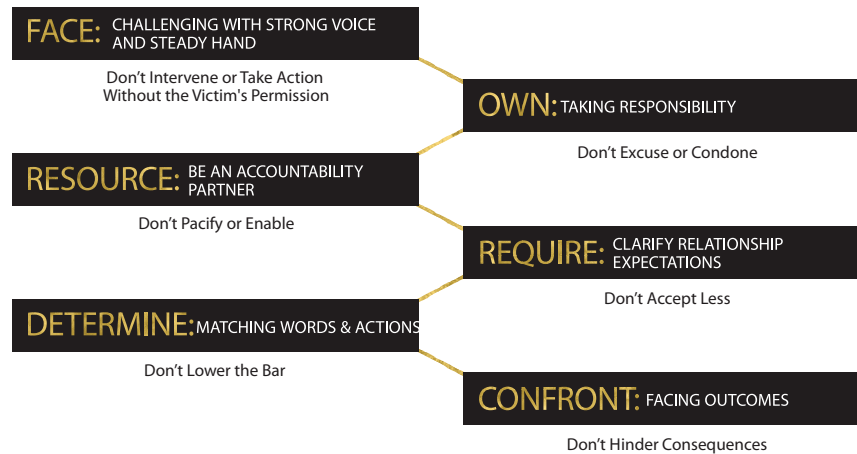 FACE: CHALLENGING WITH STRONG VOICE
AND STEADY HAND
Don't Intervene or Take Action
Without the Victim's Permission
OWN: TAKING RESPONSIBILITY
Don't Excuse or Condone
RESOURCE: BE AN ACCOUNTABILITY
PARTNER
Don't Pacify or Enable
REQUIRE: CLARIFY RELATIONSHIP
EXPECTATIONS
Don't Accept Less
DETERMINE: MATCHING WORDS & ACTIONS
Don't Lower the Bar
CONFRONT: FACING OUTCOMES
Don't Hinder Consequences